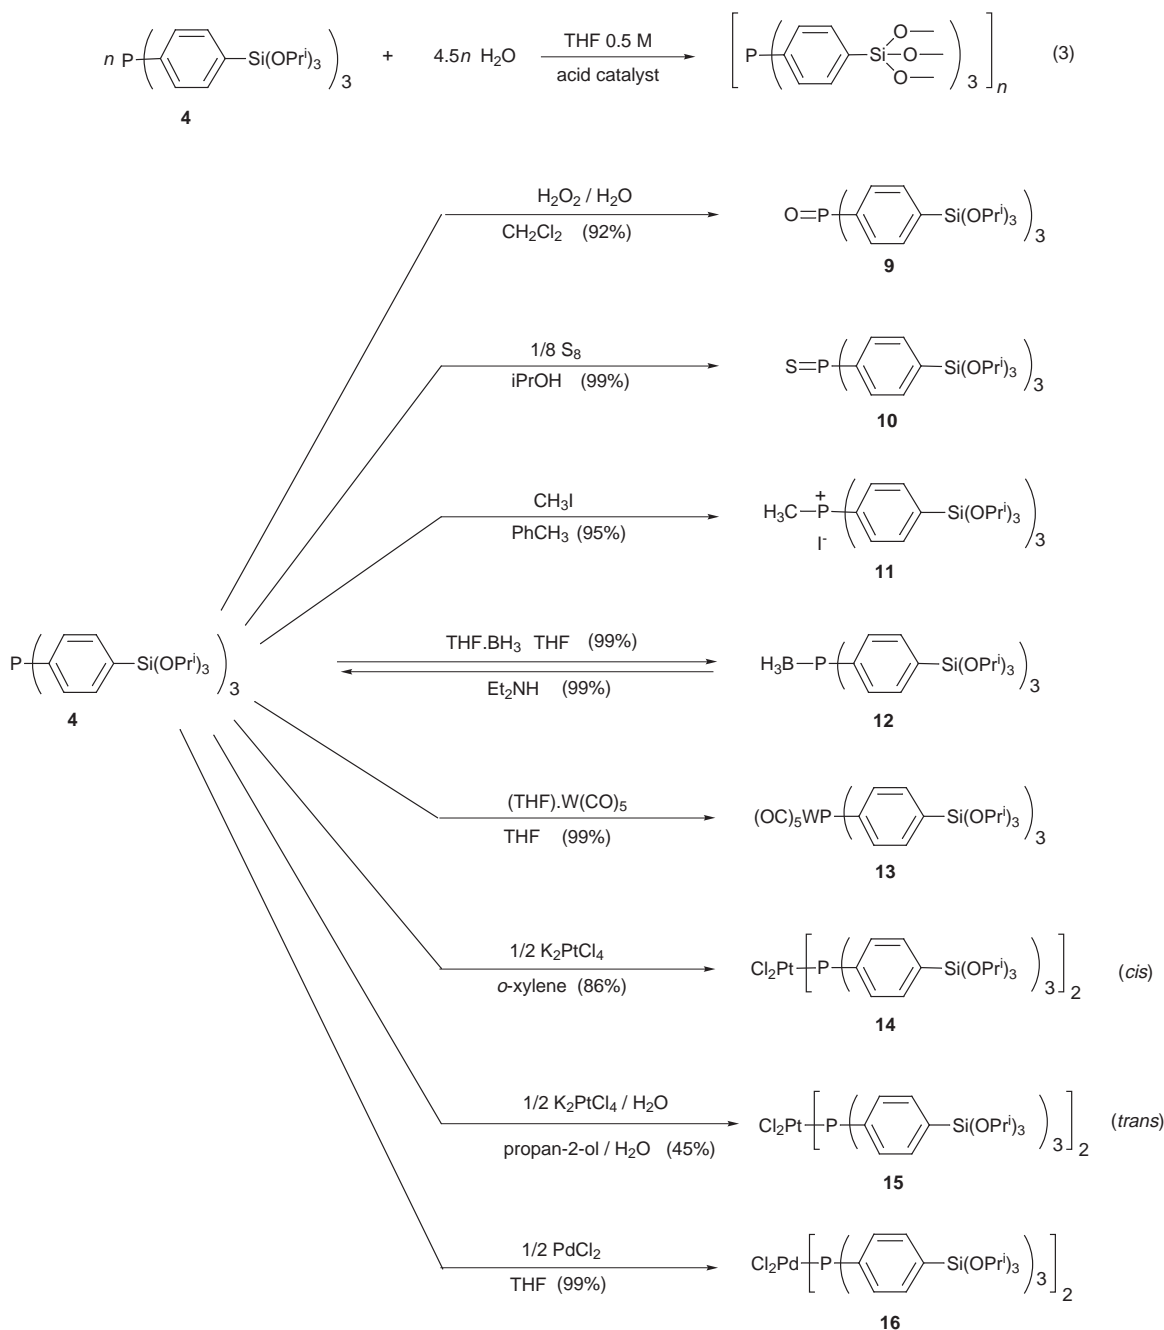 n P Si(OPrⁱ)₃ 3 + 4.5n H₂O THF 0.5 M acid catalyst P Si O O O 3 n (3)
4
H₂O₂ / H₂O
CH₂Cl₂ (92%)
O=P Si(OPrⁱ)₃ 3
9
1/8 S₈
iPrOH (99%)
S=P Si(OPrⁱ)₃ 3
10
CH₃I
PhCH₃ (95%)
H₃C P + Si(OPrⁱ)₃ 3
I⁻
11
P Si(OPrⁱ)₃ 3
4
THF.BH₃ THF (99%)
Et₂NH (99%)
H₃B P Si(OPrⁱ)₃ 3
12
(THF).W(CO)₅
THF (99%)
(OC)₅WP Si(OPrⁱ)₃ 3
13
1/2 K₂PtCl₄
o-xylene (86%)
Cl₂Pt P Si(OPrⁱ)₃ 3 2 (cis)
14
1/2 K₂PtCl₄ / H₂O
propan-2-ol / H₂O (45%)
Cl₂Pt P Si(OPrⁱ)₃ 3 2 (trans)
15
1/2 PdCl₂
THF (99%)
Cl₂Pd P Si(OPrⁱ)₃ 3 2
16